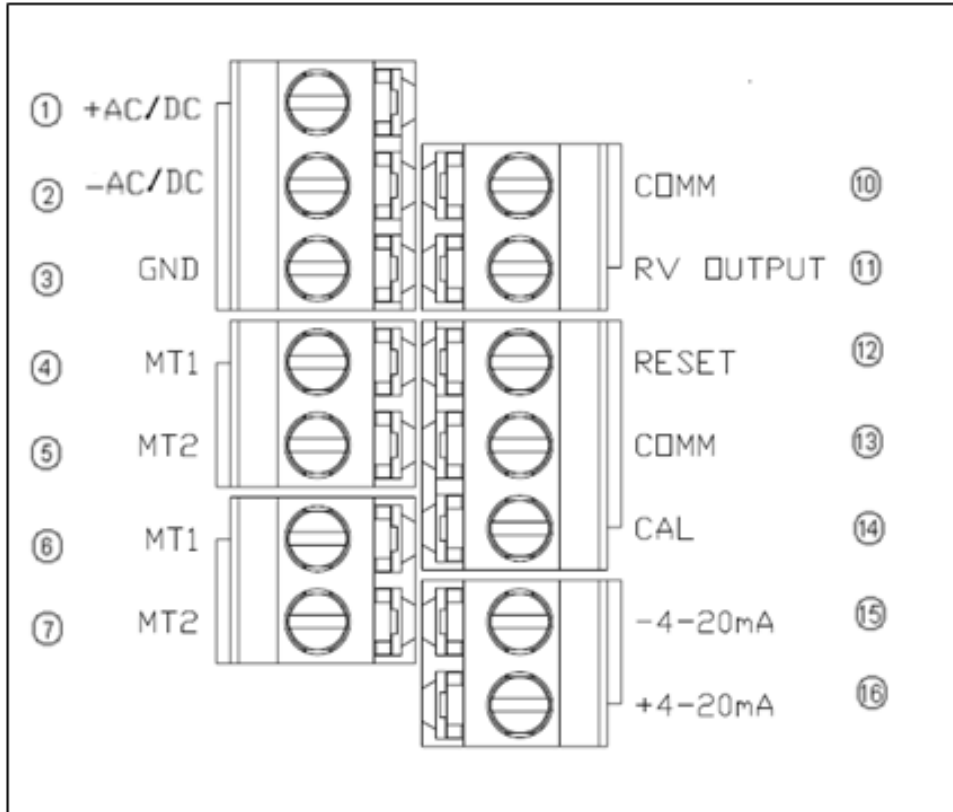 1 +AC/DC
2 -AC/DC
3 GND
4 MT1
5 MT2
6 MT1
7 MT2
COMM 10
RV OUTPUT 11
RESET 12
COMM 13
CAL 14
-4-20mA 15
+4-20mA 16